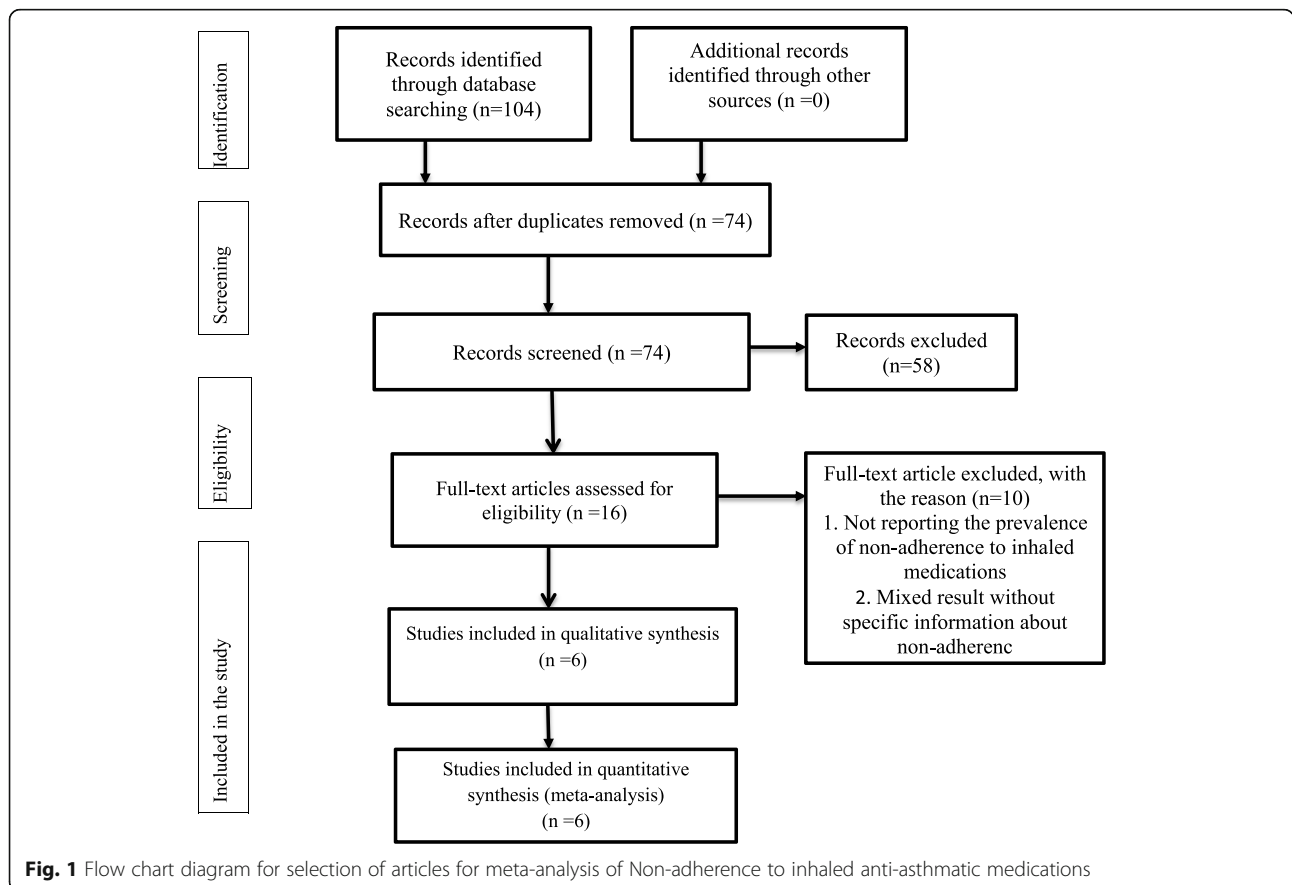 Identification
Records identified
through database
searching (n=104)
Additional records
identified through other
sources (n =0)
Screening
Records after duplicates removed (n =74)
Records screened (n =74)
Records excluded
(n=58)
Eligibility
Full-text articles assessed for
eligibility (n =16)
Full-text article excluded, with
the reason (n=10)
1. Not reporting the prevalence
of non-adherence to inhaled
medications
2. Mixed result without
specific information about
non-adherenc
Included in the study
Studies included in qualitative synthesis
(n =6)
Studies included in quantitative
synthesis (meta-analysis)
(n =6)
Fig. 1 Flow chart diagram for selection of articles for meta-analysis of Non-adherence to inhaled anti-asthmatic medications